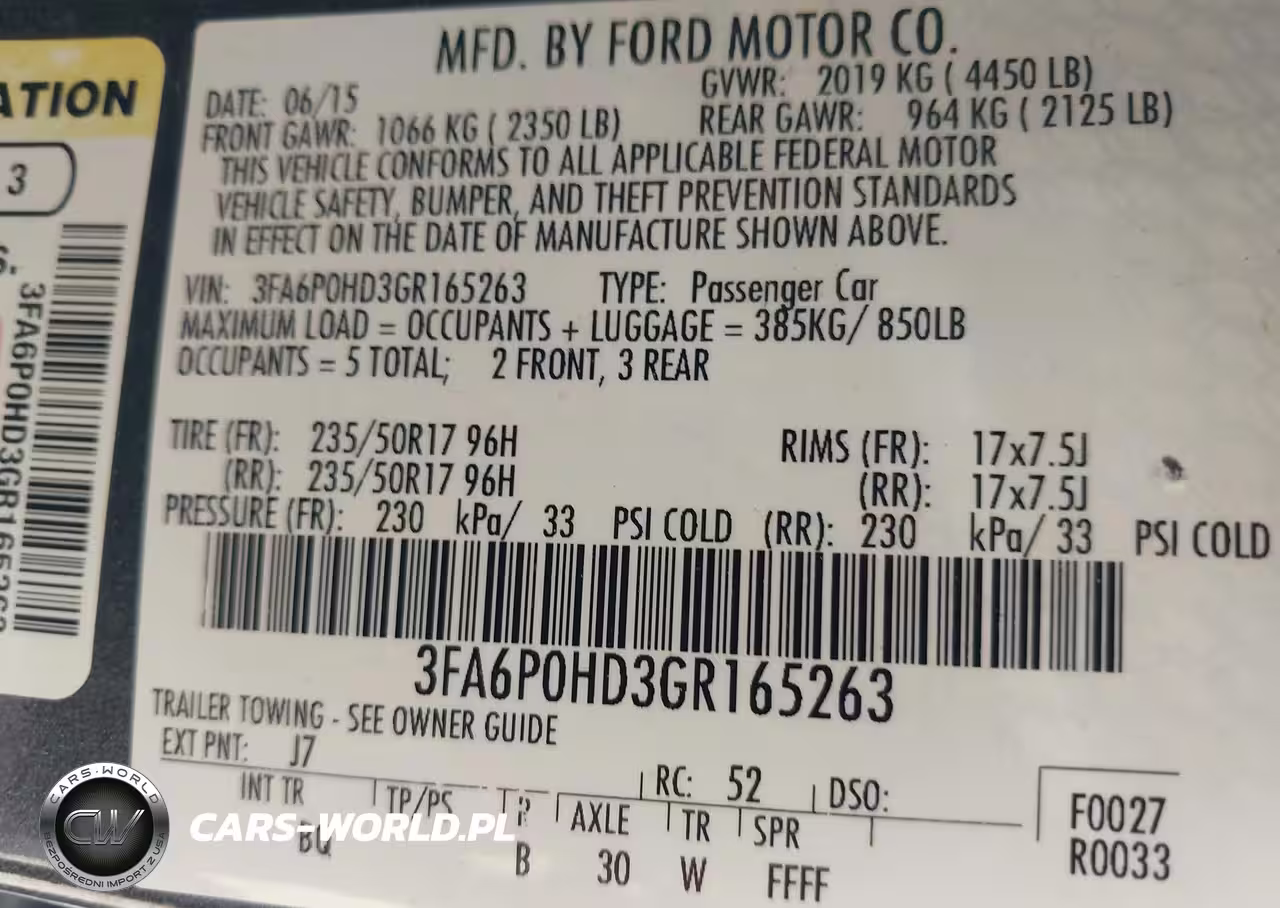 MFD. BY FORD MOTOR CO.
DATE: 06/15 GVWR: 2019 KG ( 4450 LB)
FRONT GAWR: 1066 KG ( 2350 LB) REAR GAWR: 964 KG ( 2125 LB)
THIS VEHICLE CONFORMS TO ALL APPLICABLE FEDERAL MOTOR
VEHICLE SAFETY, BUMPER, AND THEFT PREVENTION STANDARDS
IN EFFECT ON THE DATE OF MANUFACTURE SHOWN ABOVE.
VIN: 3FA6P0HD3GR165263 TYPE: Passenger Car
MAXIMUM LOAD = OCCUPANTS + LUGGAGE = 385KG/ 850LB
OCCUPANTS = 5 TOTAL; 2 FRONT, 3 REAR
TIRE (FR): 235/50R17 96H RIMS (FR): 17x7.5J
(RR): 235/50R17 96H (RR): 17x7.5J
PRESSURE (FR): 230 kPa/ 33 PSI COLD (RR): 230 kPa/ 33 PSI COLD
3FA6P0HD3GR165263
TRAILER TOWING - SEE OWNER GUIDE
EXT PNT: J7 RC: 52 DSO:
INT TR TP/PS R AXLE TR SPR
BQ B 30 W FFFF
F0027
R0033
ATION
3
3FA6P0HD3GR165263
CARS-WORLD
CW
BEZPOŚREDNI IMPORT Z USA
CARS-WORLD.PL